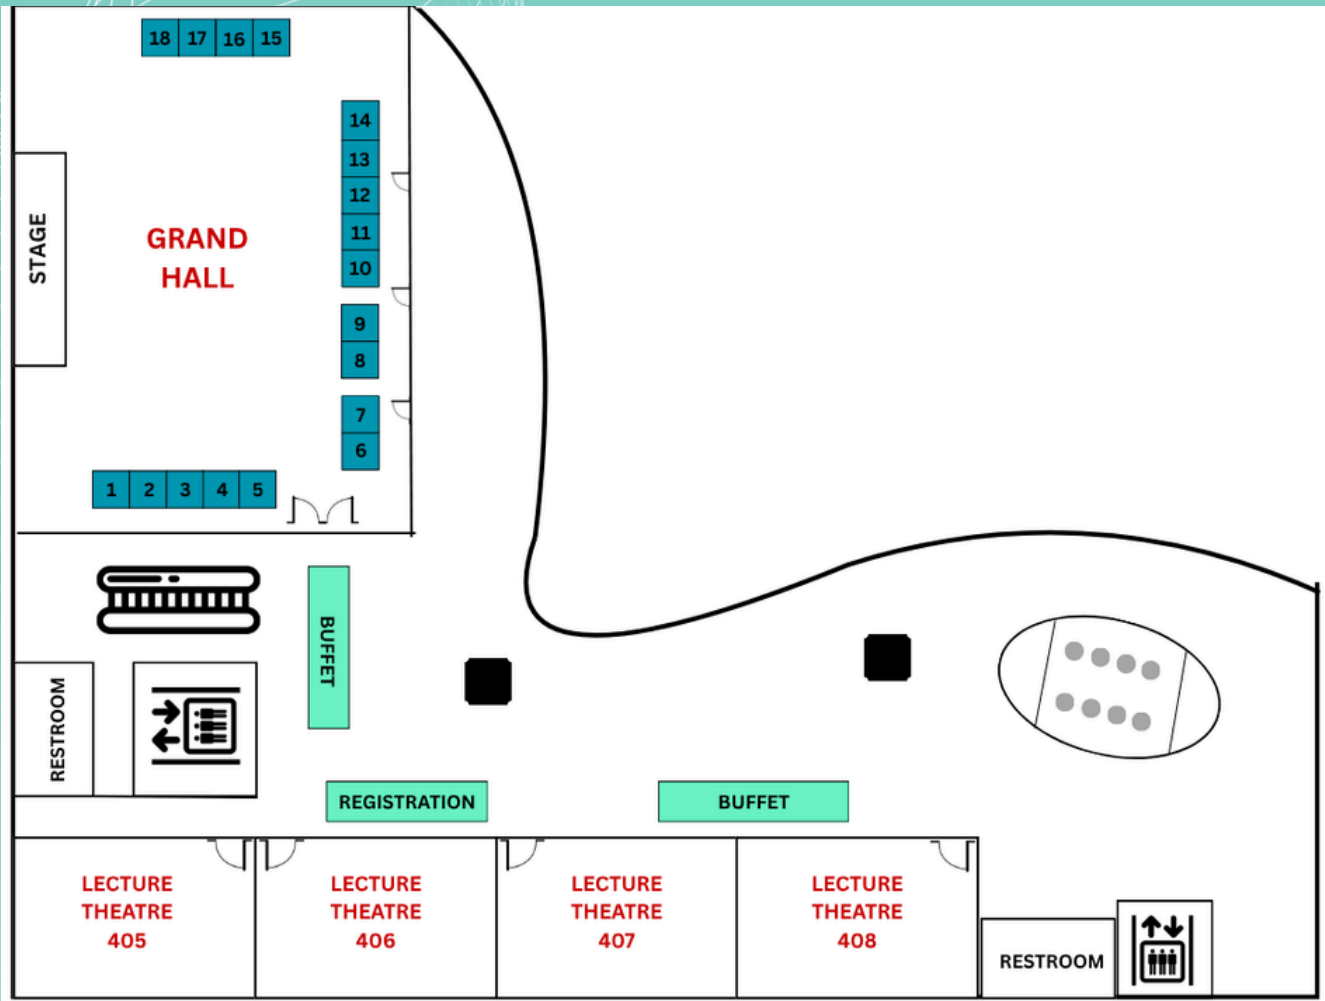 18 17 16 15
14
13
12
11
10
9
8
7
6
STAGE
GRAND
HALL
1 2 3 4 5
BUFFET
RESTROOM
REGISTRATION
BUFFET
LECTURE
THEATRE
405
LECTURE
THEATRE
406
LECTURE
THEATRE
407
LECTURE
THEATRE
408
RESTROOM